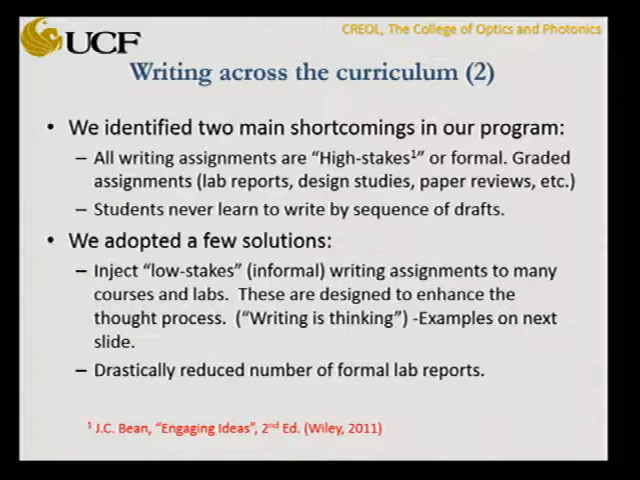 CREOL, The College of Optics and Photonics
UCF
Writing across the curriculum (2)
• We identified two main shortcomings in our program:
– All writing assignments are “High-stakes¹” or formal. Graded
assignments (lab reports, design studies, paper reviews, etc.)
– Students never learn to write by sequence of drafts.
• We adopted a few solutions:
– Inject “low-stakes” (informal) writing assignments to many
courses and labs. These are designed to enhance the
thought process. (“Writing is thinking”) -Examples on next
slide.
– Drastically reduced number of formal lab reports.
¹ J.C. Bean, “Engaging Ideas”, 2nd Ed. (Wiley, 2011)